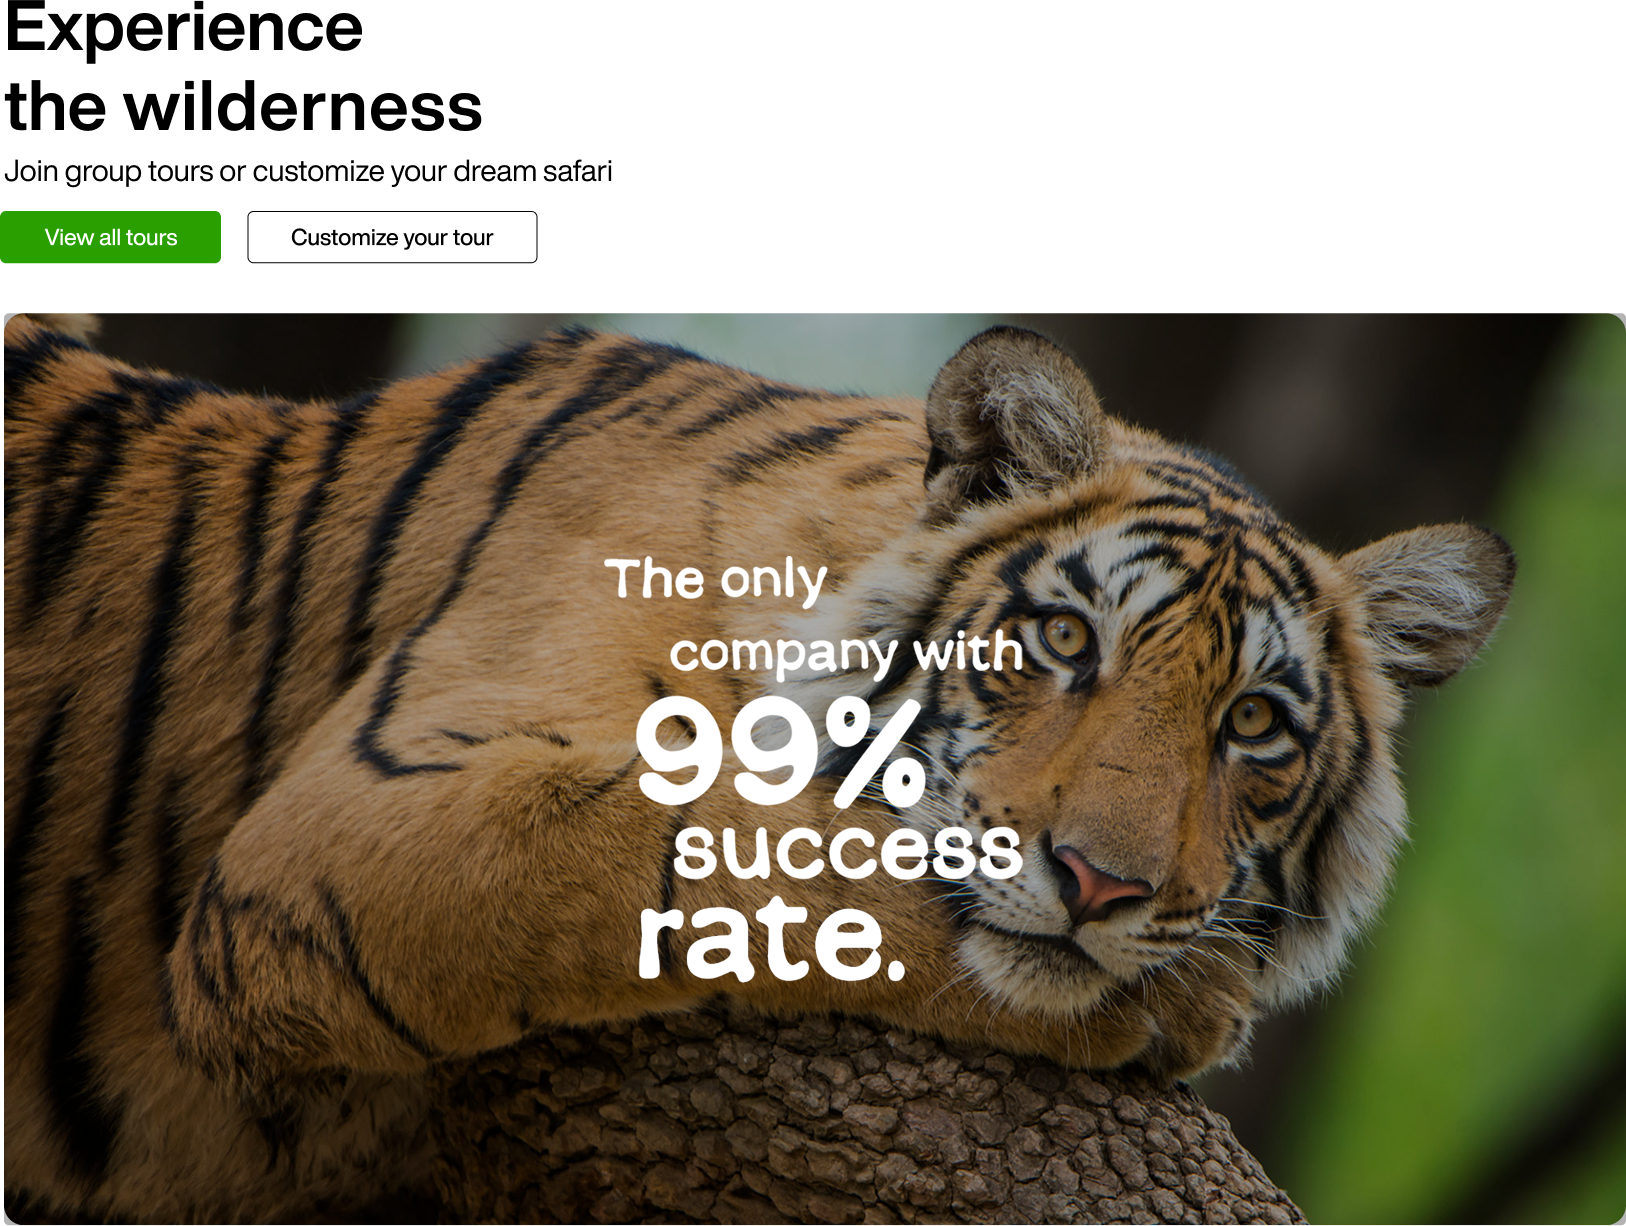 Experience
the wilderness
Join group tours or customize your dream safari
View all tours
Customize your tour
The only
company with
99%
success
rate.